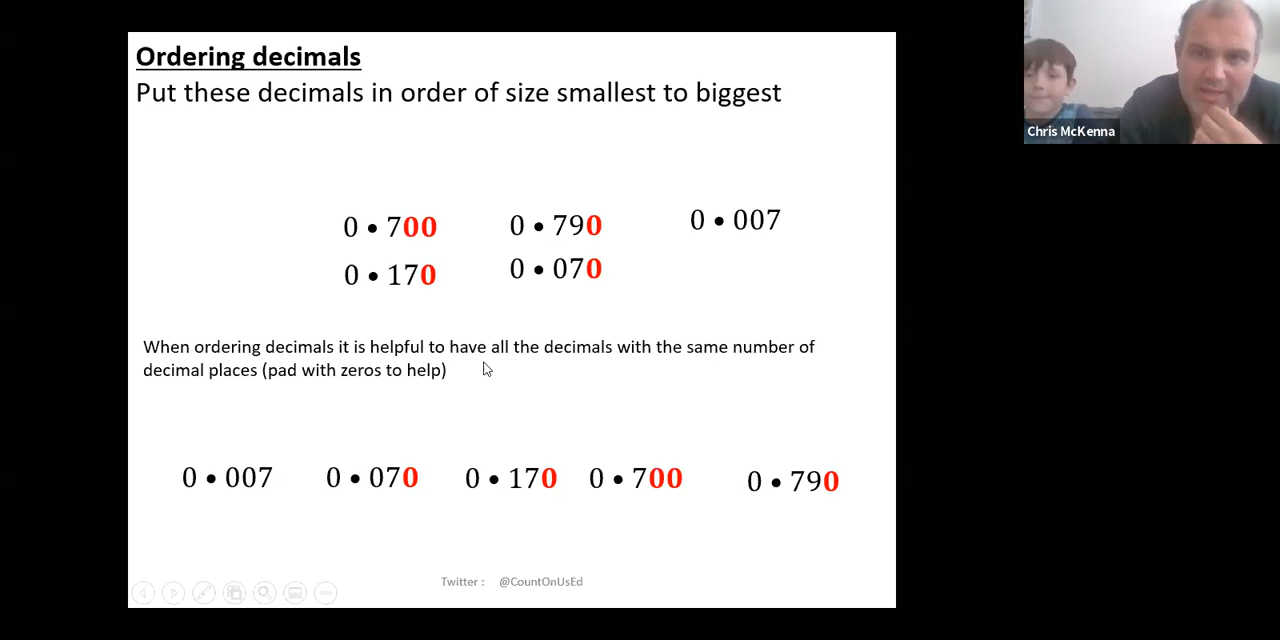 Ordering decimals
Put these decimals in order of size smallest to biggest
0 • 700 0 • 790 0 • 007
0 • 170 0 • 070
When ordering decimals it is helpful to have all the decimals with the same number of
decimal places (pad with zeros to help)
0 • 007 0 • 070 0 • 170 0 • 700 0 • 790
Twitter : @CountOnUsEd
Chris McKenna